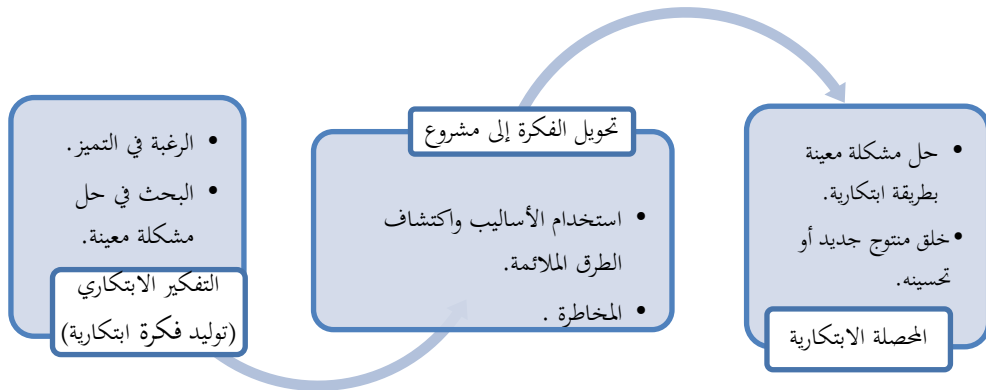 • الرغبة في التميز.
• البحث في حل
مشكلة معينة.
التفكير الابتكاري
(توليد فكرة ابتكارية)
تحويل الفكرة إلى مشروع
• استخدام الأساليب واكتشاف
الطرق الملائمة.
• المخاطرة .
• حل مشكلة معينة
بطريقة ابتكارية.
• خلق منتوج جديد أو
تحسينه.
المحصلة الابتكارية